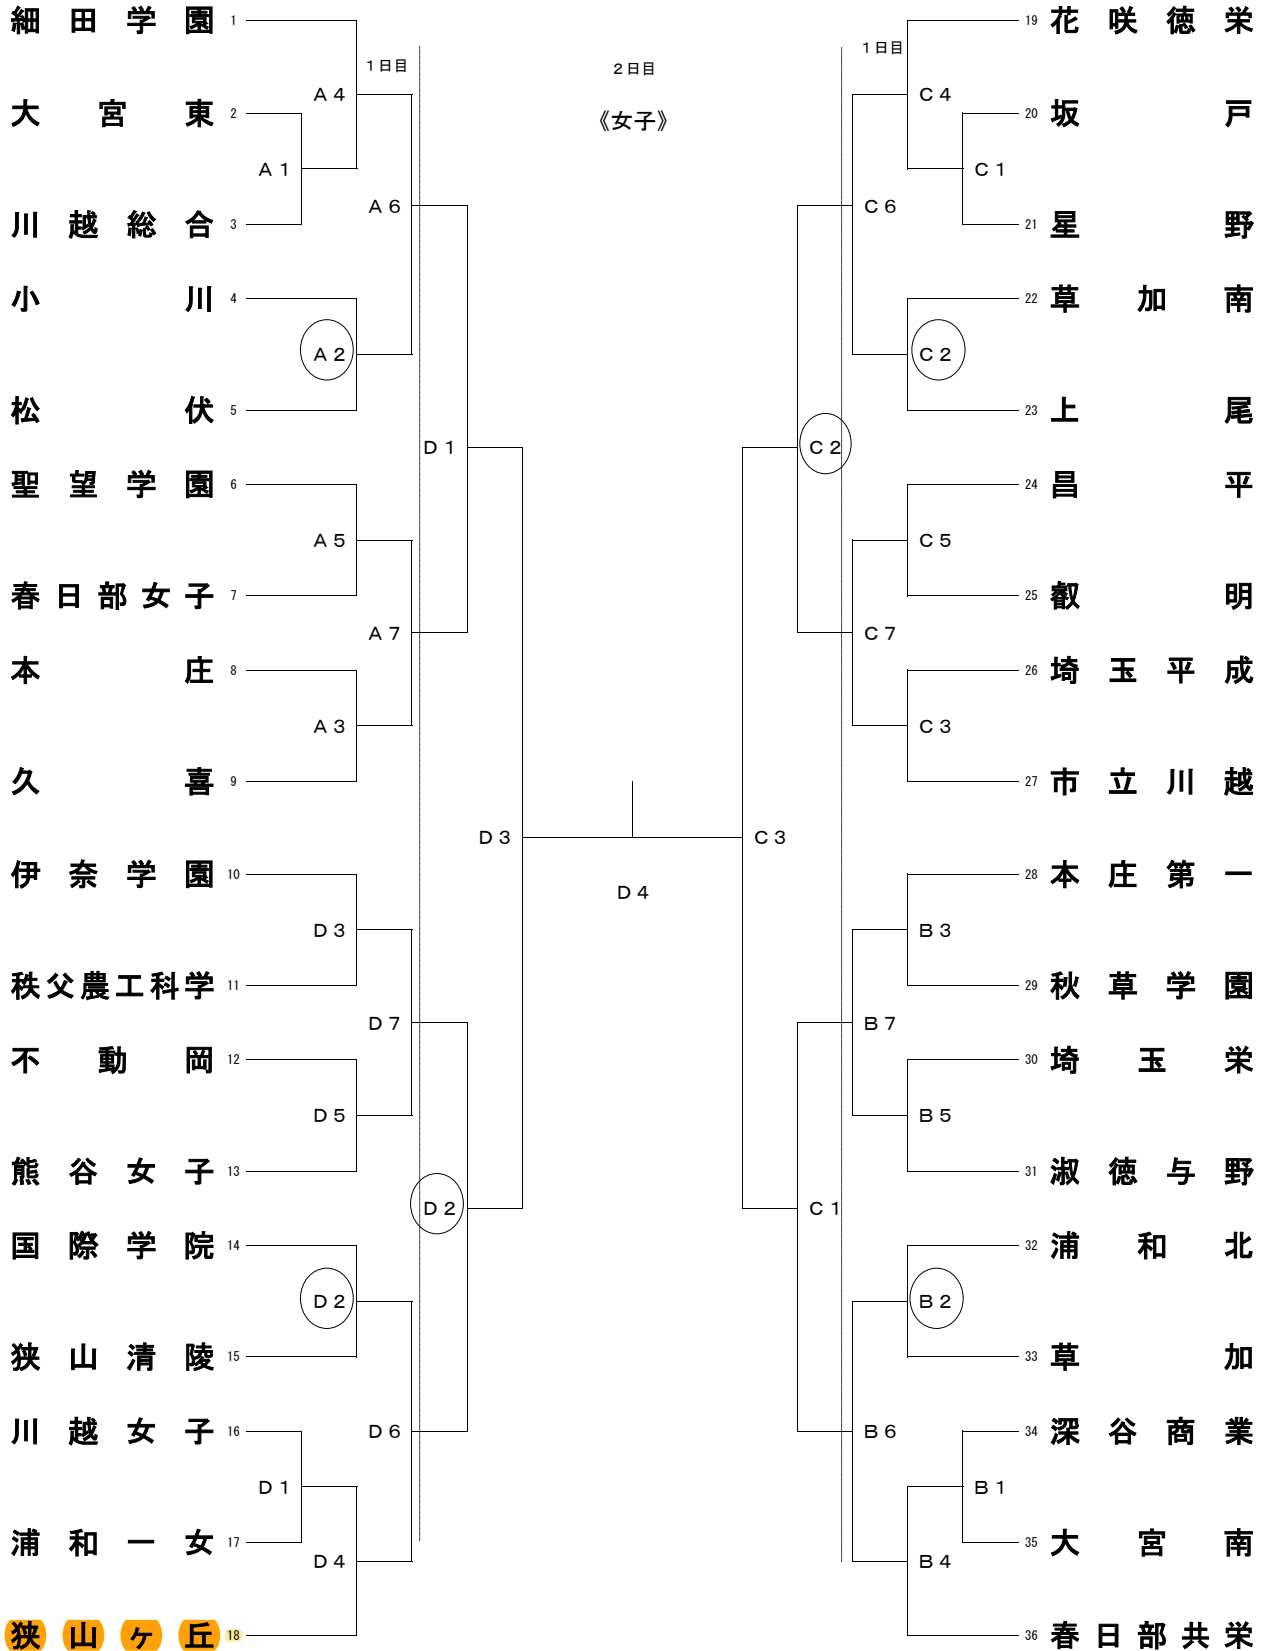 細田学園 1
大宮東 2
川越総合 3
小川 4
松伏 5
聖望学園 6
春日部女子 7
本庄 8
久喜 9
伊奈学園 10
秩父農工科学 11
不動岡 12
熊谷女子 13
国際学院 14
狭山清陵 15
川越女子 16
浦和一女 17
狭山ヶ丘 18
A4
A1
A2
A5
A3
D3
D5
D2
D1
D4
1日目
A6
A7
D7
D6
D1
D2
D3
2日目
《女子》
D4
C3
C2
C1
1日目
C6
C7
B7
B6
C4
C1
C2
C5
C3
B3
B5
B2
B1
B4
19 花咲徳栄
20 坂戸
21 星野
22 草加南
23 上尾
24 昌平
25 叡明
26 埼玉平成
27 市立川越
28 本庄第一
29 秋草学園
30 埼玉栄
31 淑徳与野
32 浦和北
33 草加
34 深谷商業
35 大宮南
36 春日部共栄